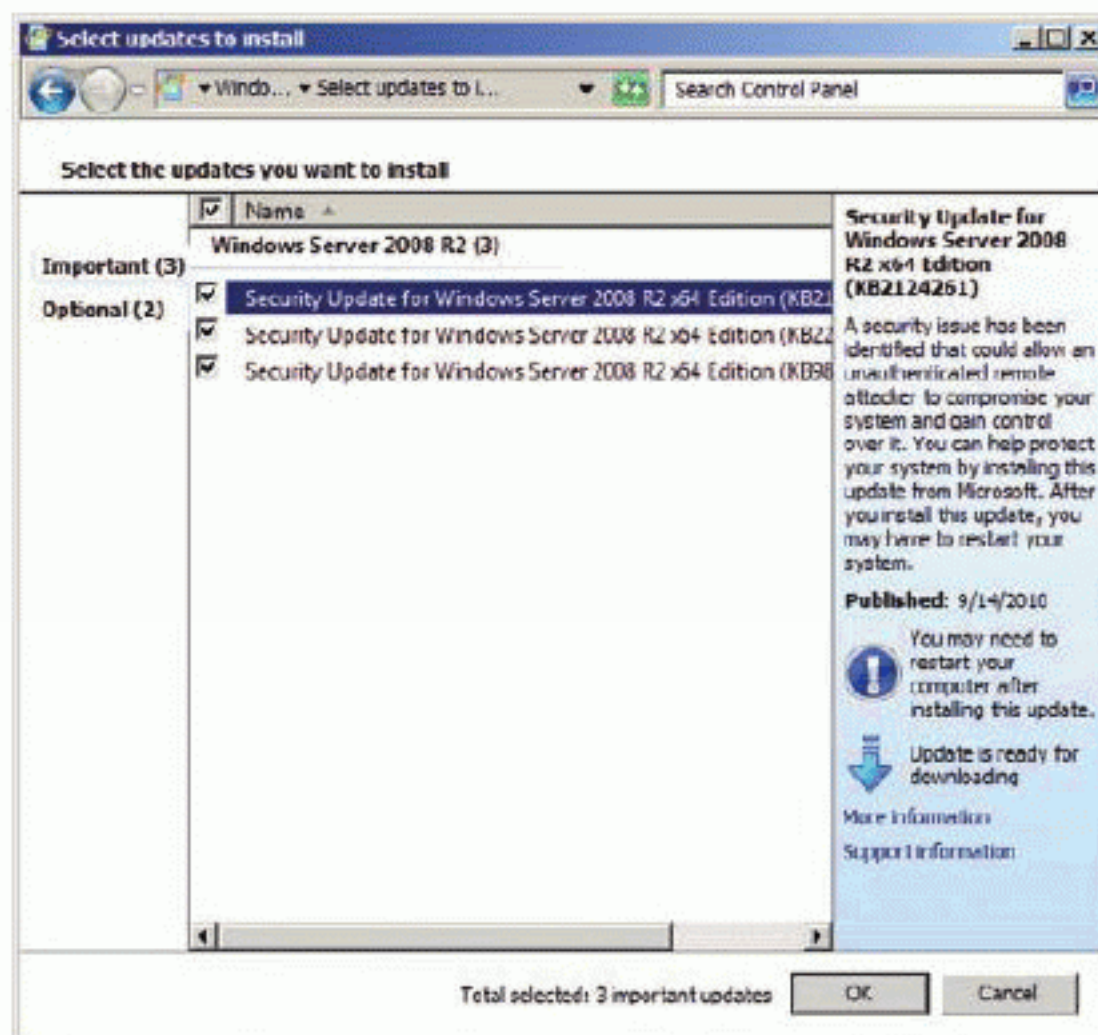 Select updates to install
Windo... Select updates to i...
Search Control Panel
Select the updates you want to install
Important (3)
Optional (2)
Name
Windows Server 2008 R2 (3)
Security Update for Windows Server 2008 R2 x64 Edition (KB21
Security Update for Windows Server 2008 R2 x64 Edition (KB22
Security Update for Windows Server 2008 R2 x64 Edition (KB98
Security Update for
Windows Server 2008
R2 x64 Edition
(KB2124261)
A security issue has been
identified that could allow an
unauthenticated remote
attacker to compromise your
system and gain control
over it. You can help protect
your system by installing this
update from Microsoft. After
you install this update, you
may have to restart your
system.
Published: 9/14/2010
You may need to
restart your
computer after
installing this update.
Update is ready for
downloading
More information
Support information
Total selected: 3 important updates
OK
Cancel